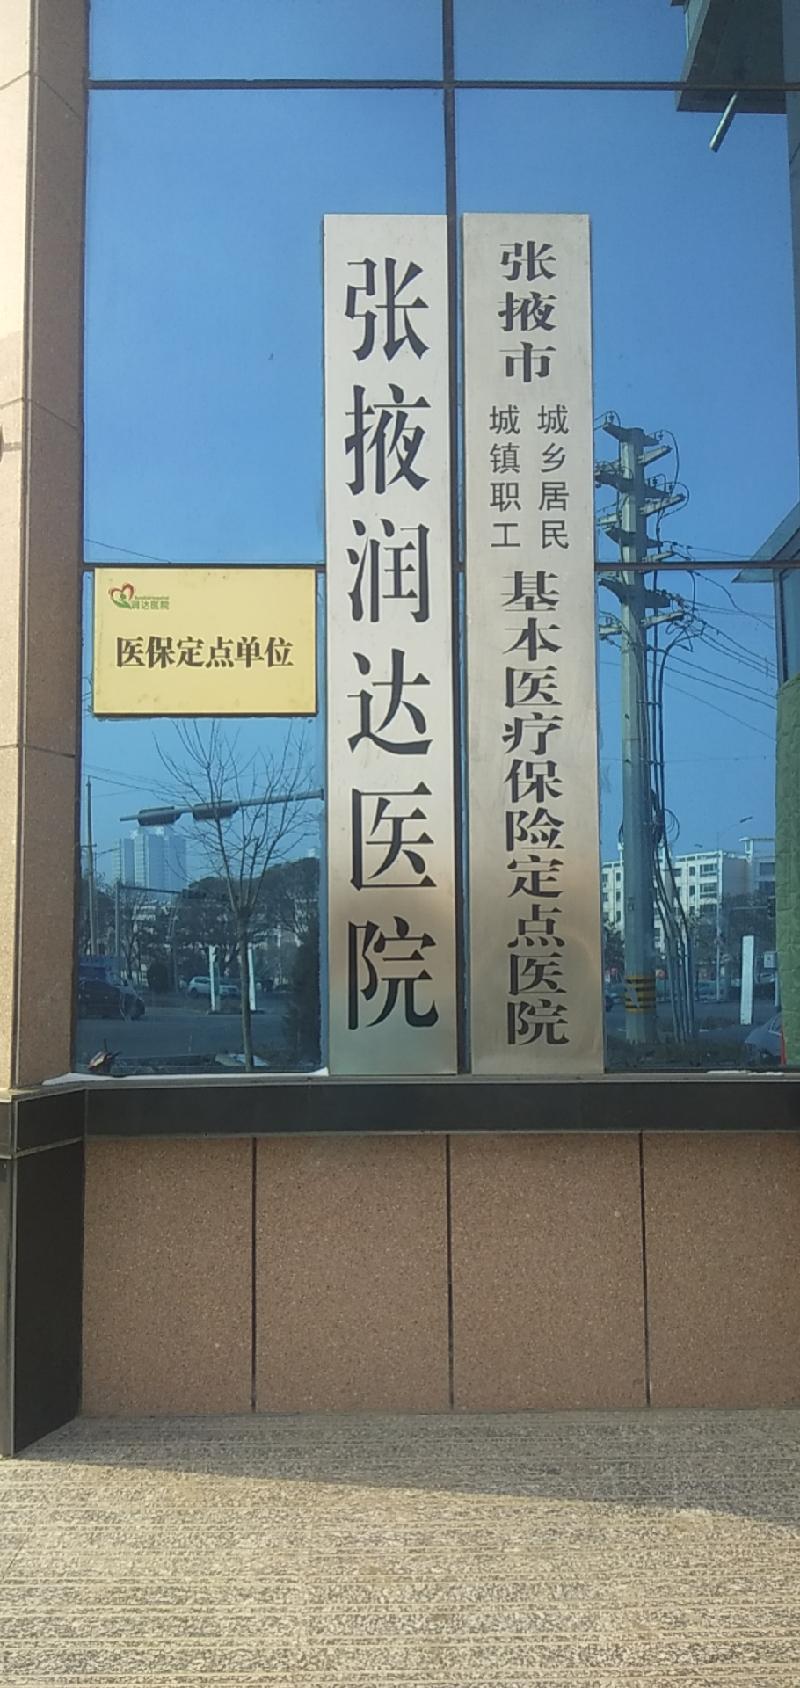 润达医院
医保定点单位
张掖润达医院
张掖市
城乡居民
城镇职工
基本医疗保险定点医院